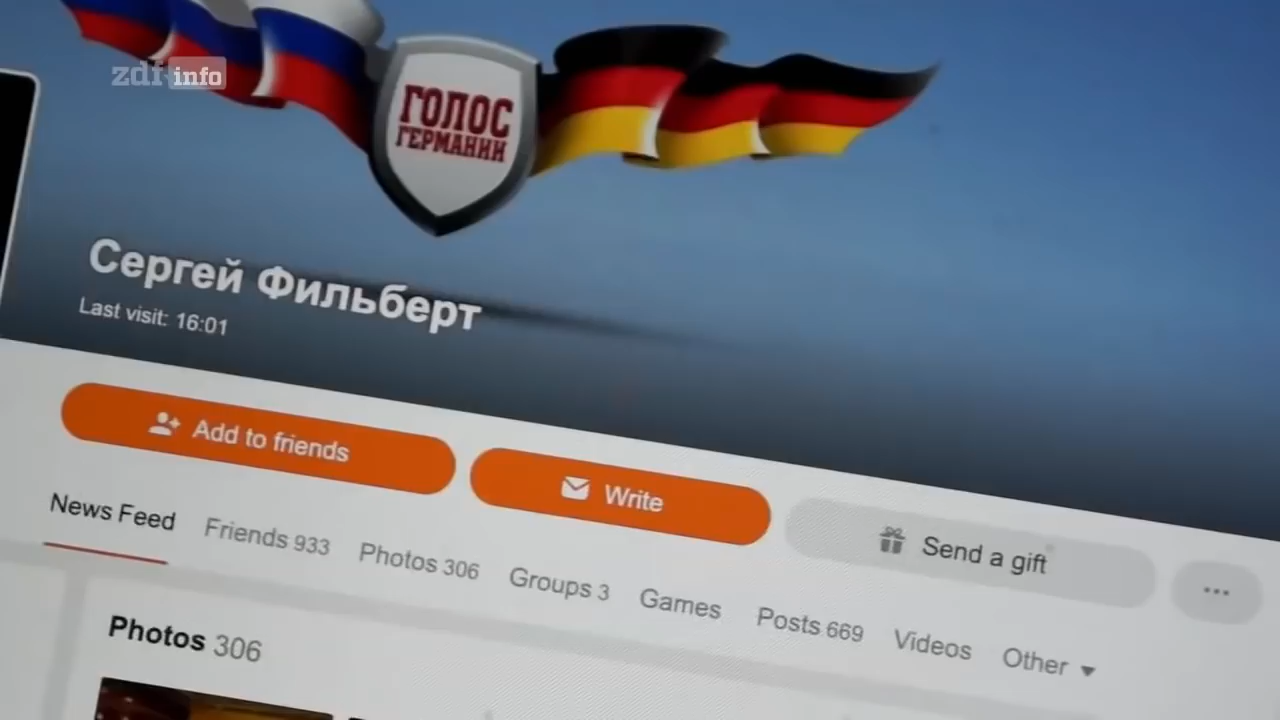 zdf info
ГОЛОС
ГЕРМАНИИ
Сергей Фильберт
Last visit: 16:01
Add to friends
Write
Send a gift
News Feed
Friends 933
Photos 306
Groups 3
Games
Posts 669
Videos
Other
Photos 306